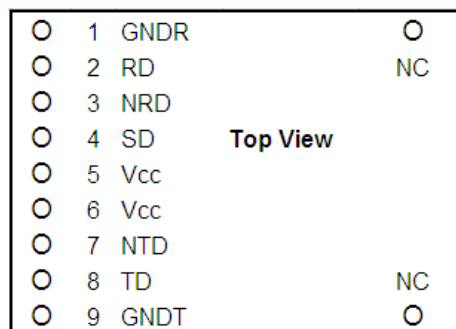 1 GNDR
2 RD NC
3 NRD
4 SD Top View
5 Vcc
6 Vcc
7 NTD
8 TD NC
9 GNDT